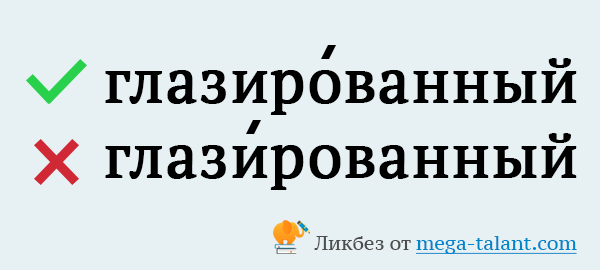 глазиро́ванный
глази́рованный
Ликбез от mega-talant.com